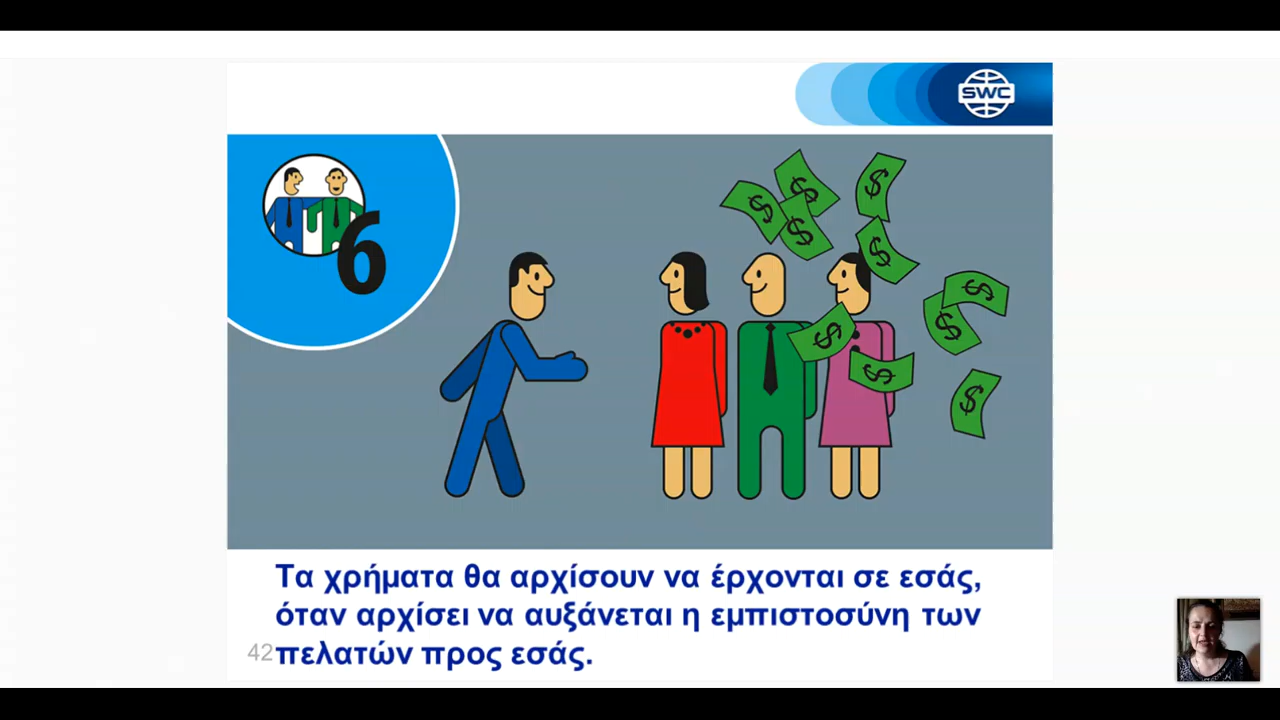 SWC
6
Τα χρήματα θα αρχίσουν να έρχονται σε εσάς,
όταν αρχίσει να αυξάνεται η εμπιστοσύνη των
42 πελατών προς εσάς.